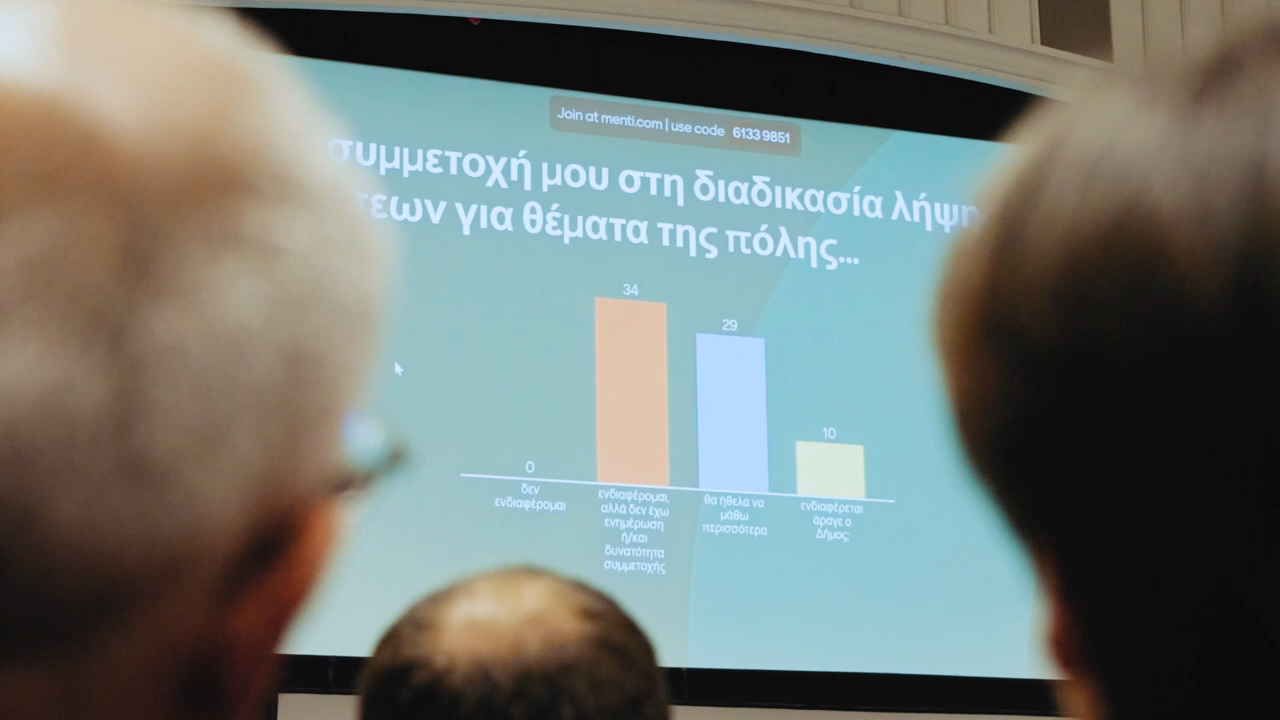 Join at menti.com | use code 6133 9851
συμμετοχή μου στη διαδικασία
για θέματα της πόλης...
34
29
10
0
δεν
ενδιαφέρομαι
ενδιαφέρομαι,
αλλά δεν έχω
ενημέρωση
ή/και
δυνατότητα
συμμετοχής
θα ήθελα να
μάθω
περισσότερα
ενδιαφέρεται
άραγε ο
Δήμος;